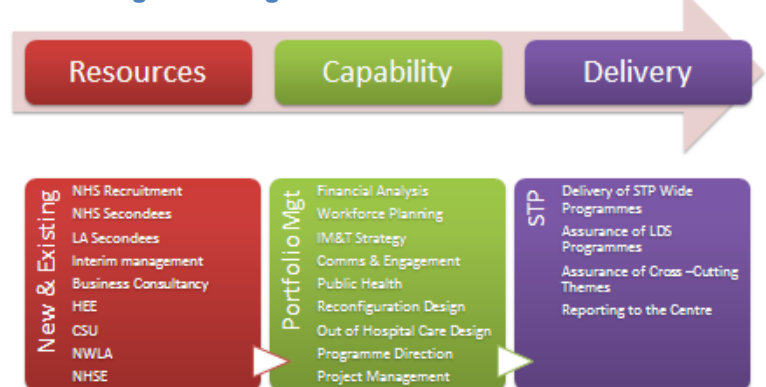 Resources
Capability
Delivery
New & Existing
NHS Recruitment
NHS Secondees
LA Secondees
Interim management
Business Consultancy
HEE
CSU
NWLA
NHSE
Portfolio Mgt
Financial Analysis
Workforce Planning
IM&T Strategy
Comms & Engagement
Public Health
Reconfiguration Design
Out of Hospital Care Design
Programme Direction
Project Management
STP
Delivery of STP Wide
Programmes
Assurance of LDS
Programmes
Assurance of Cross –Cutting
Themes
Reporting to the Centre